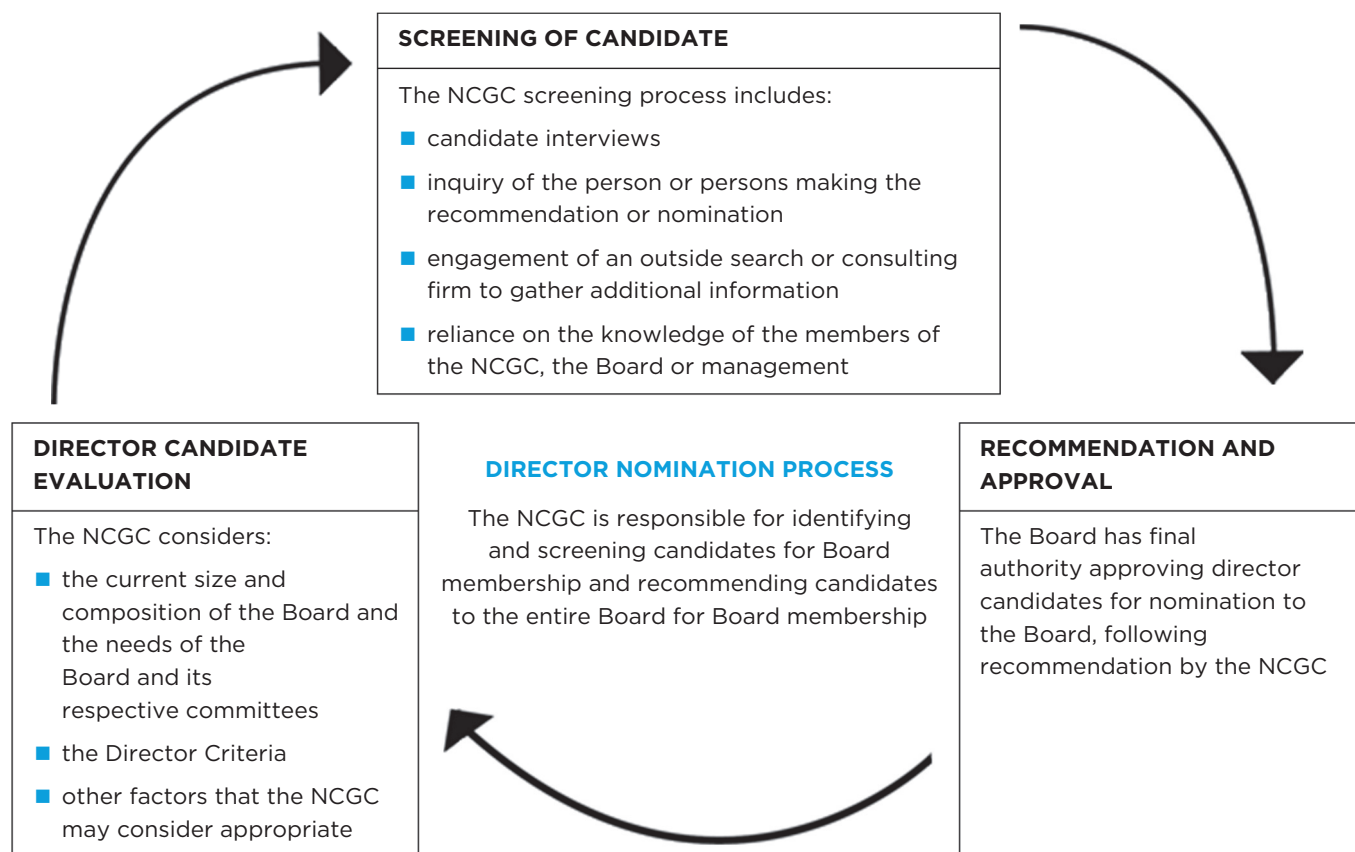 SCREENING OF CANDIDATE
The NCGC screening process includes:
■ candidate interviews
■ inquiry of the person or persons making the
recommendation or nomination
■ engagement of an outside search or consulting
firm to gather additional information
■ reliance on the knowledge of the members of
the NCGC, the Board or management
DIRECTOR CANDIDATE
EVALUATION
The NCGC considers:
■ the current size and
composition of the Board and
the needs of the
Board and its
respective committees
■ the Director Criteria
■ other factors that the NCGC
may consider appropriate
DIRECTOR NOMINATION PROCESS
The NCGC is responsible for identifying
and screening candidates for Board
membership and recommending candidates
to the entire Board for Board membership
RECOMMENDATION AND
APPROVAL
The Board has final
authority approving director
candidates for nomination to
the Board, following
recommendation by the NCGC